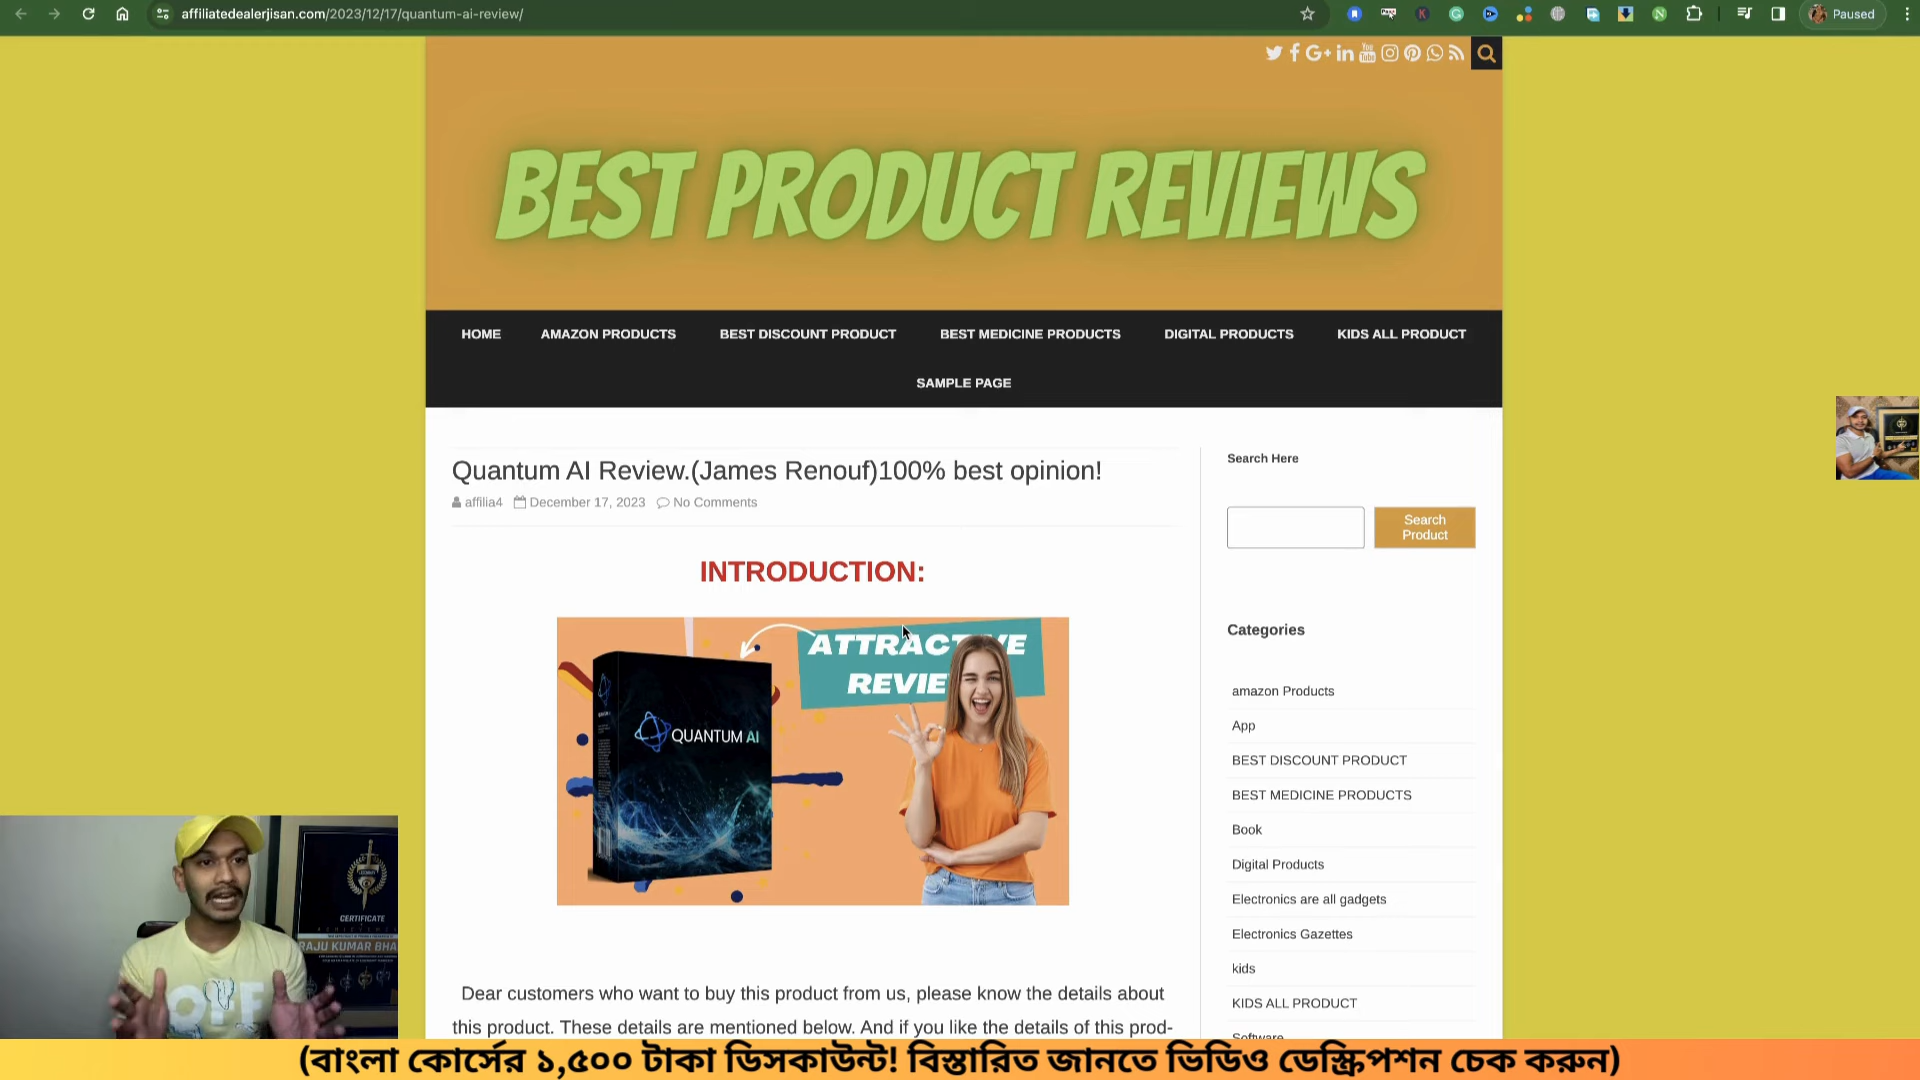 affiliatedealerjisan.com/2023/12/17/quantum-ai-review/
Paused
BEST PRODUCT REVIEWS
HOME AMAZON PRODUCTS BEST DISCOUNT PRODUCT BEST MEDICINE PRODUCTS DIGITAL PRODUCTS KIDS ALL PRODUCT
SAMPLE PAGE
Quantum AI Review.(James Renouf)100% best opinion!
affilia4 December 17, 2023 No Comments
INTRODUCTION:
ATTRACTIVE
REVIE
QUANTUM AI
Dear customers who want to buy this product from us, please know the details about
this product. These details are mentioned below. And if you like the details of this prod-
Search Here
Search
Product
Categories
amazon Products
App
BEST DISCOUNT PRODUCT
BEST MEDICINE PRODUCTS
Book
Digital Products
Electronics are all gadgets
Electronics Gazettes
kids
KIDS ALL PRODUCT
Software
CERTIFICATE
RAJU KUMAR BHA
(বাংলা কোর্সের ১,৫০০ টাকা ডিসকাউন্ট! বিস্তারিত জানতে ভিডিও ডেস্ক্রিপশন চেক করুন)